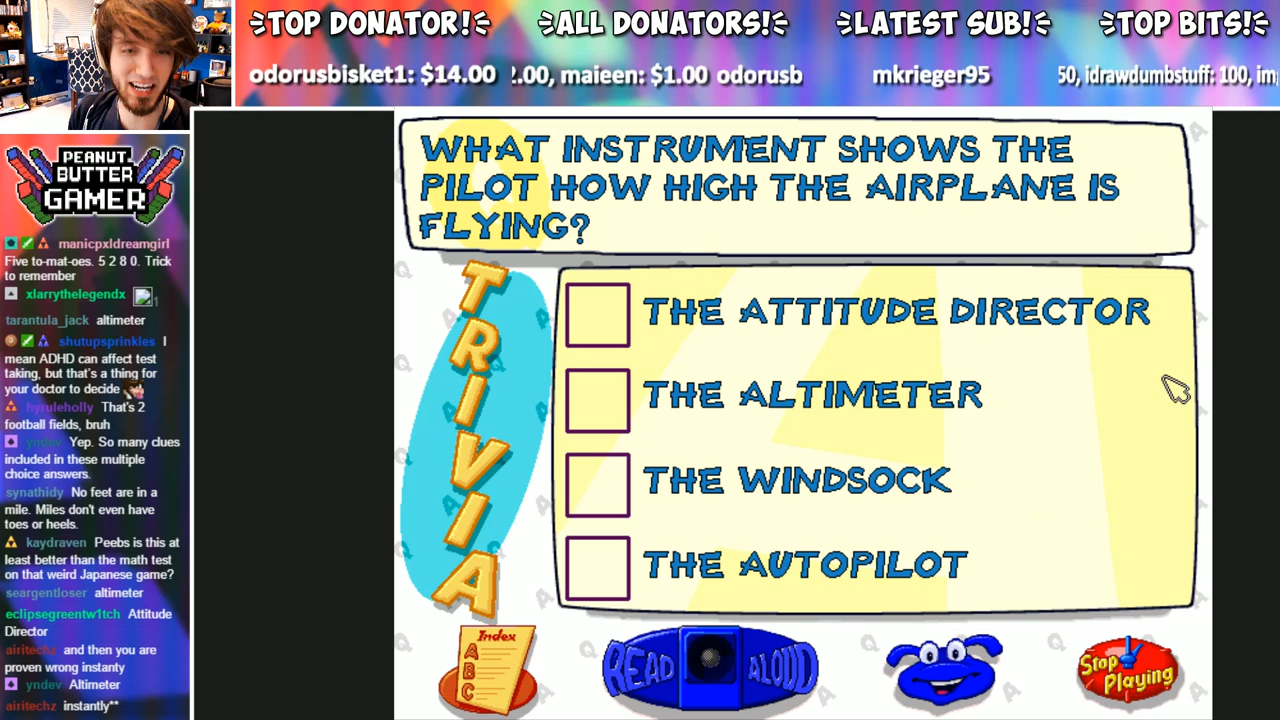 TOP DONATOR!
ALL DONATORS!
LATEST SUB!
TOP BITS!
odorusbisket1: $14.00
2.00, maieen: $1.00 odorusb
mkrieger95
50, idrawdumbstuff: 100, im
PEANUT
BUTTER
GAMER
manicpxldreamgirl
Five to-mat-oes. 5 2 8 0. Trick
to remember
xlarrythelegendx 1
tarantula_jack altimeter
shutupsprinkles I
mean ADHD can affect test
taking, but that's a thing for
your doctor to decide
hyruleholly That's 2
football fields, bruh
yndev Yep. So many clues
included in these multiple
choice answers.
synathidy No feet are in a
mile. Miles don't even have
toes or heels.
kaydraven Peebs is this at
least better than the math test
on that weird Japanese game?
seargentloser altimeter
eclipsegreentw1tch Attitude
Director
airitechz and then you are
proven wrong instanty
yndev Altimeter
airitechz instantly**
WHAT INSTRUMENT SHOWS THE
PILOT HOW HIGH THE AIRPLANE IS
FLYING?
TRIVIA
THE ATTITUDE DIRECTOR
THE ALTIMETER
THE WINDSOCK
THE AUTOPILOT
Index
A
B
C
READ ALOUD
Stop
Playing